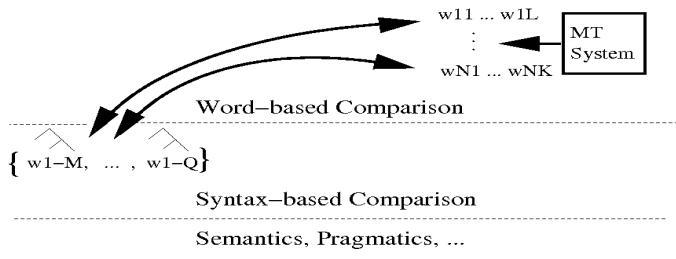 w11 ... w1L
MT
System
wN1 ... wNK
Word–based Comparison
{ w1–M, ... , w1–Q}
Syntax–based Comparison
Semantics, Pragmatics, ...